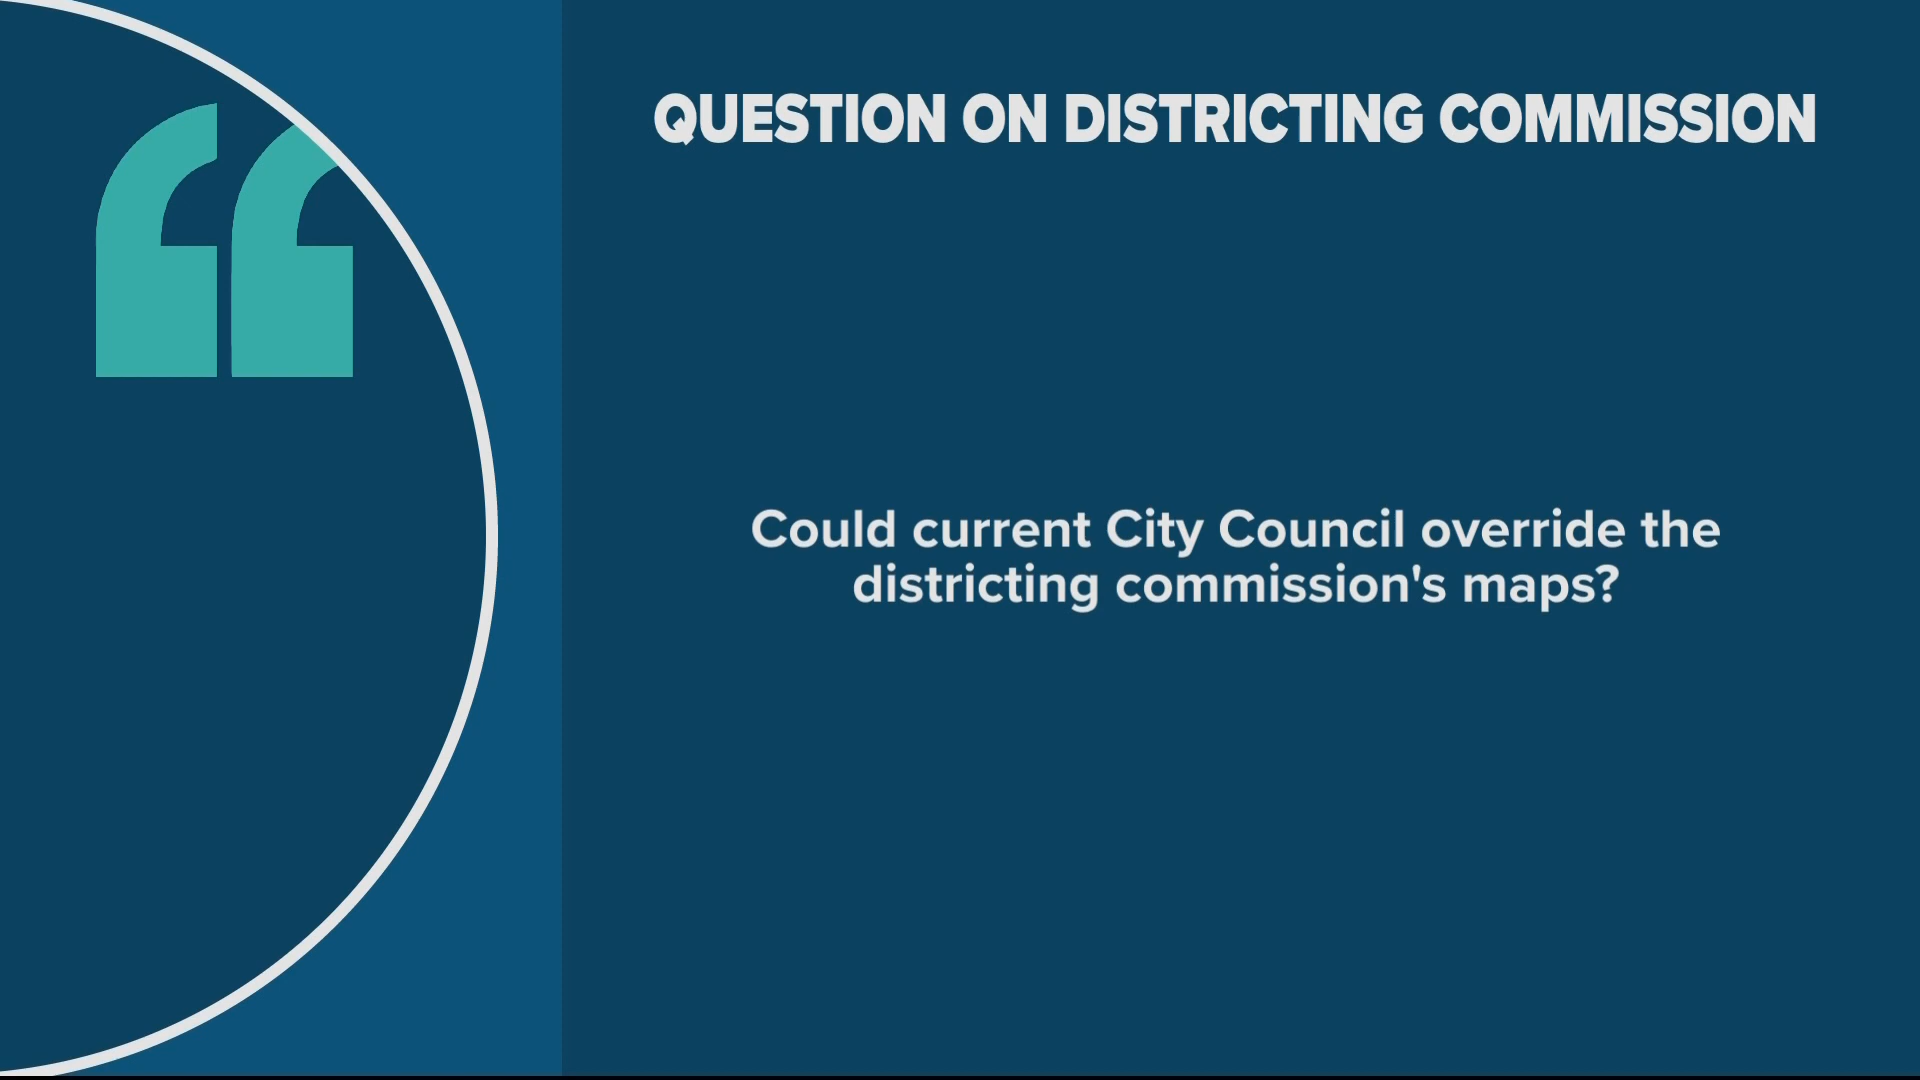 QUESTION ON DISTRICTING COMMISSION
Could current City Council override the
districting commission's maps?